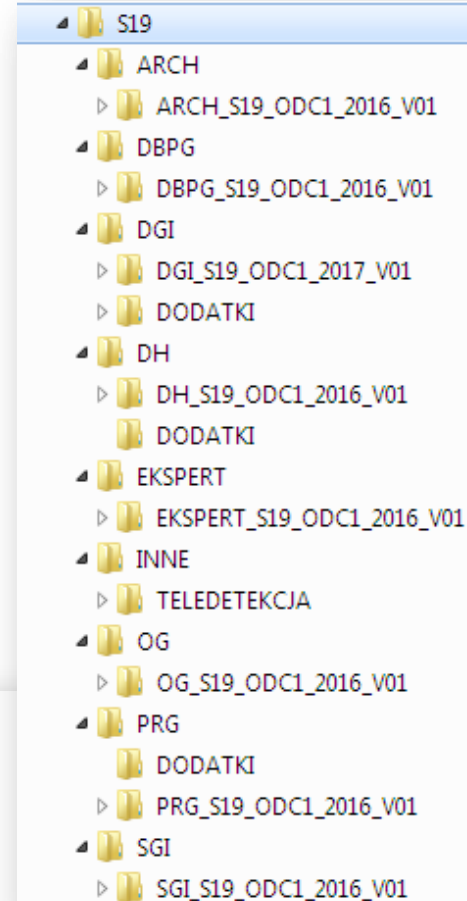 S19
ARCH
ARCH_S19_ODC1_2016_V01
DBPG
DBPG_S19_ODC1_2016_V01
DGI
DGI_S19_ODC1_2017_V01
DODATKI
DH
DH_S19_ODC1_2016_V01
DODATKI
EKSPERT
EKSPERT_S19_ODC1_2016_V01
INNE
TELEDETEKCJA
OG
OG_S19_ODC1_2016_V01
PRG
DODATKI
PRG_S19_ODC1_2016_V01
SGI
SGI_S19_ODC1_2016_V01